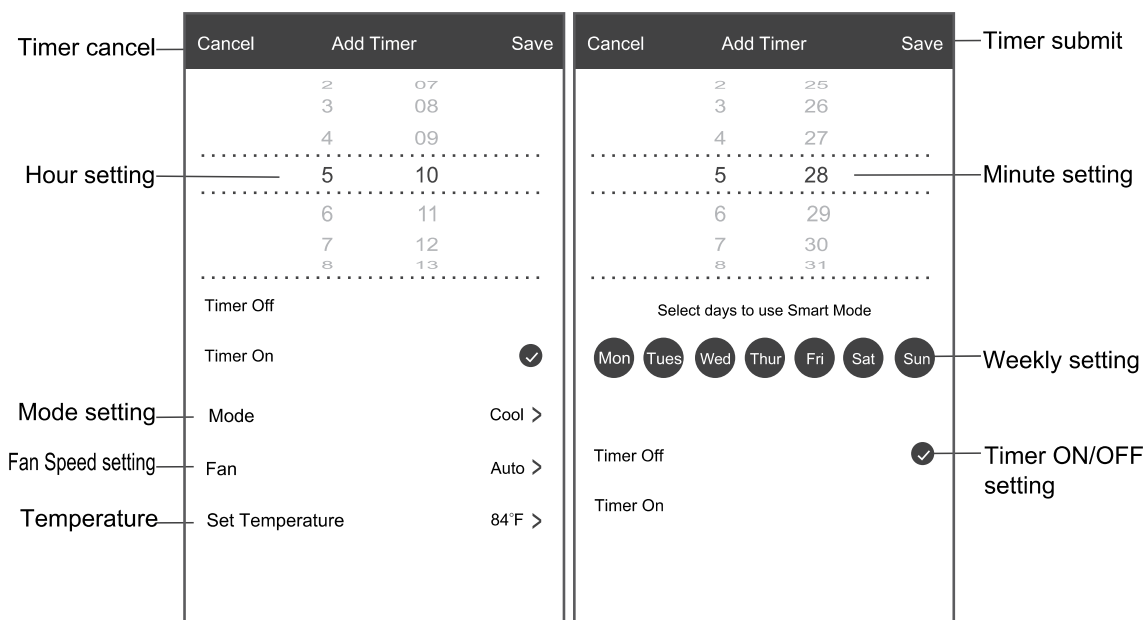 Timer cancel
Cancel Add Timer Save
Cancel Add Timer Save
Timer submit
2 07
3 08
4 09
Hour setting
5 10
6 11
7 12
8 13
2 25
3 26
4 27
5 28
Minute setting
6 29
7 30
8 31
Timer Off
Timer On
Mode setting
Mode Cool >
Fan Speed setting
Fan Auto >
Temperature
Set Temperature 84°F >
Select days to use Smart Mode
Mon Tues Wed Thur Fri Sat Sun
Weekly setting
Timer Off
Timer ON/OFF
setting
Timer On